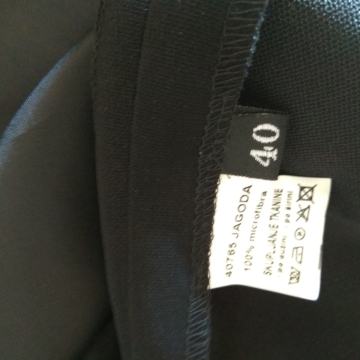 40
40765 JAGODA
100% microfibra
SKUPLJANJE TKANINE
po dužini - po širini